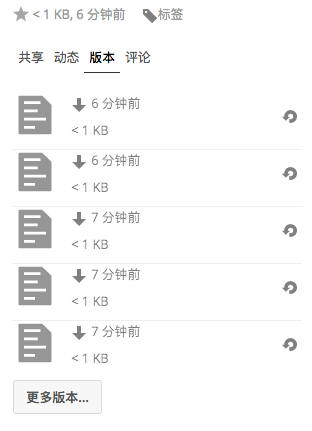 < 1 KB, 6 分钟前 标签
共享 动态 版本 评论
6 分钟前
< 1 KB
6 分钟前
< 1 KB
7 分钟前
< 1 KB
7 分钟前
< 1 KB
7 分钟前
< 1 KB
更多版本...